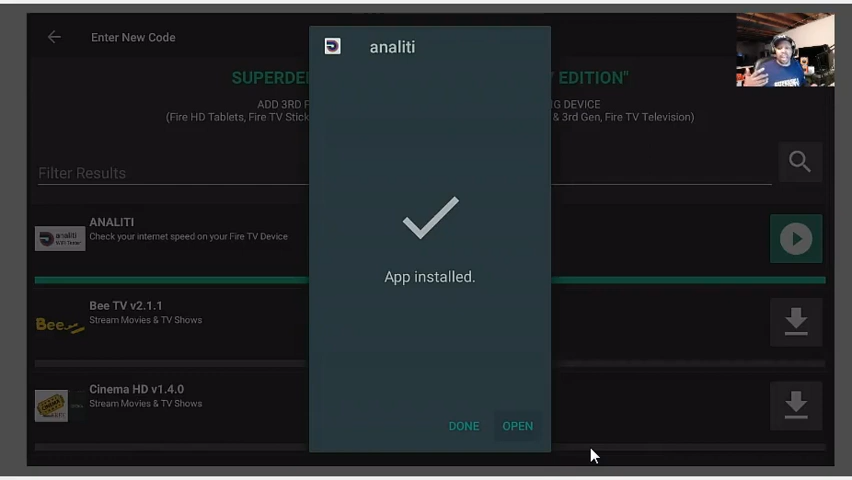 Enter New Code
analiti
SUPERDE
EDITION"
ADD 3RD
NG DEVICE
(Fire HD Tablets, Fire TV Stick
& 3rd Gen, Fire TV Television)
Filter Results
ANALITI
Check your internet speed on your Fire TV Device
analiti
App installed.
Bee TV v2.1.1
Stream Movies & TV Shows
Bee
Cinema HD v1.4.0
Stream Movies & TV Shows
DONE
OPEN